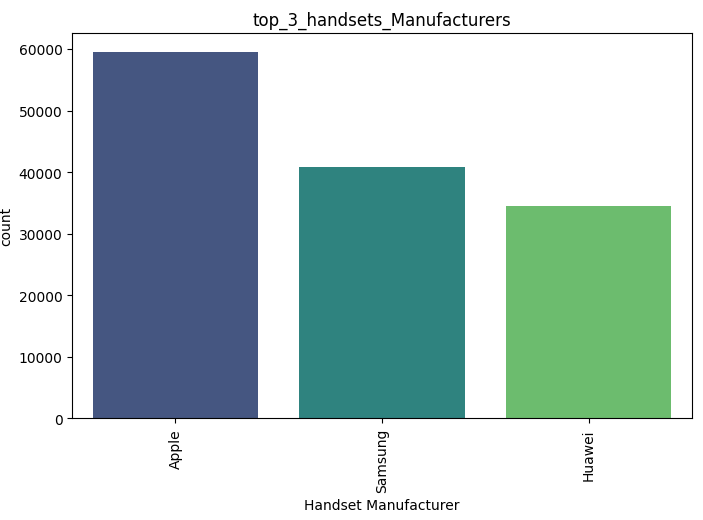 top_3_handsets_Manufacturers
60000
50000
40000
30000
20000
10000
0
count
Apple
Samsung
Huawei
Handset Manufacturer